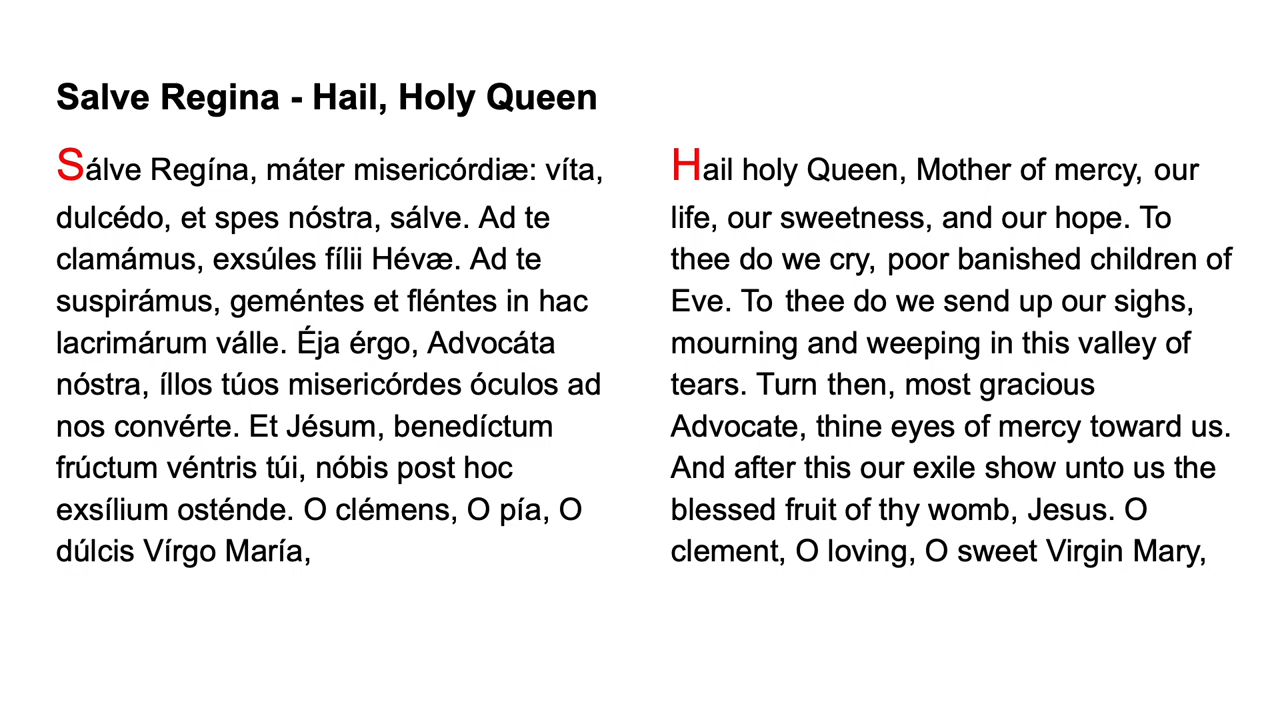 Salve Regina - Hail, Holy Queen
Sálve Regína, máter misericórdiæ: víta,
dulcédo, et spes nóstra, sálve. Ad te
clamámus, exsúles fílii Hévæ. Ad te
suspirámus, geméntes et fléntes in hac
lacrimárum válle. Éja érgo, Advocáta
nóstra, íllos túos misericórdes óculos ad
nos convérte. Et Jésum, benedíctum
frúctum véntris túi, nóbis post hoc
exsílium osténde. O clémens, O pía, O
dúlcis Vírgo María,
Hail holy Queen, Mother of mercy, our
life, our sweetness, and our hope. To
thee do we cry, poor banished children of
Eve. To thee do we send up our sighs,
mourning and weeping in this valley of
tears. Turn then, most gracious
Advocate, thine eyes of mercy toward us.
And after this our exile show unto us the
blessed fruit of thy womb, Jesus. O
clement, O loving, O sweet Virgin Mary,